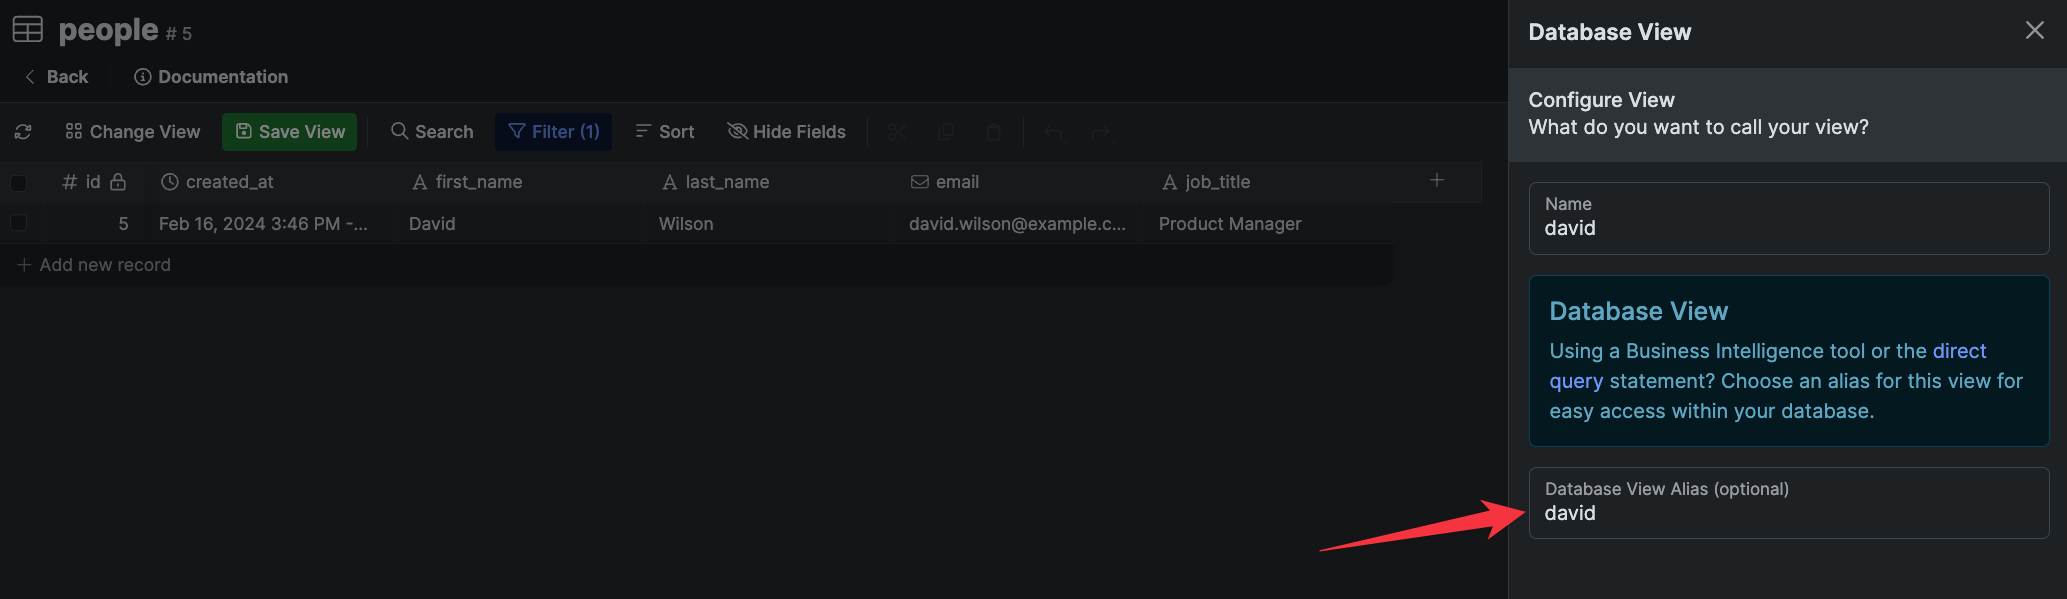 people # 5
Back Documentation
Change View Save View Search Filter (1) Sort Hide Fields
# id created_at first_name last_name email job_title
5 Feb 16, 2024 3:46 PM -... David Wilson david.wilson@example.c... Product Manager
Add new record
Database View
Configure View
What do you want to call your view?
Name
david
Database View
Using a Business Intelligence tool or the direct
query statement? Choose an alias for this view for
easy access within your database.
Database View Alias (optional)
david